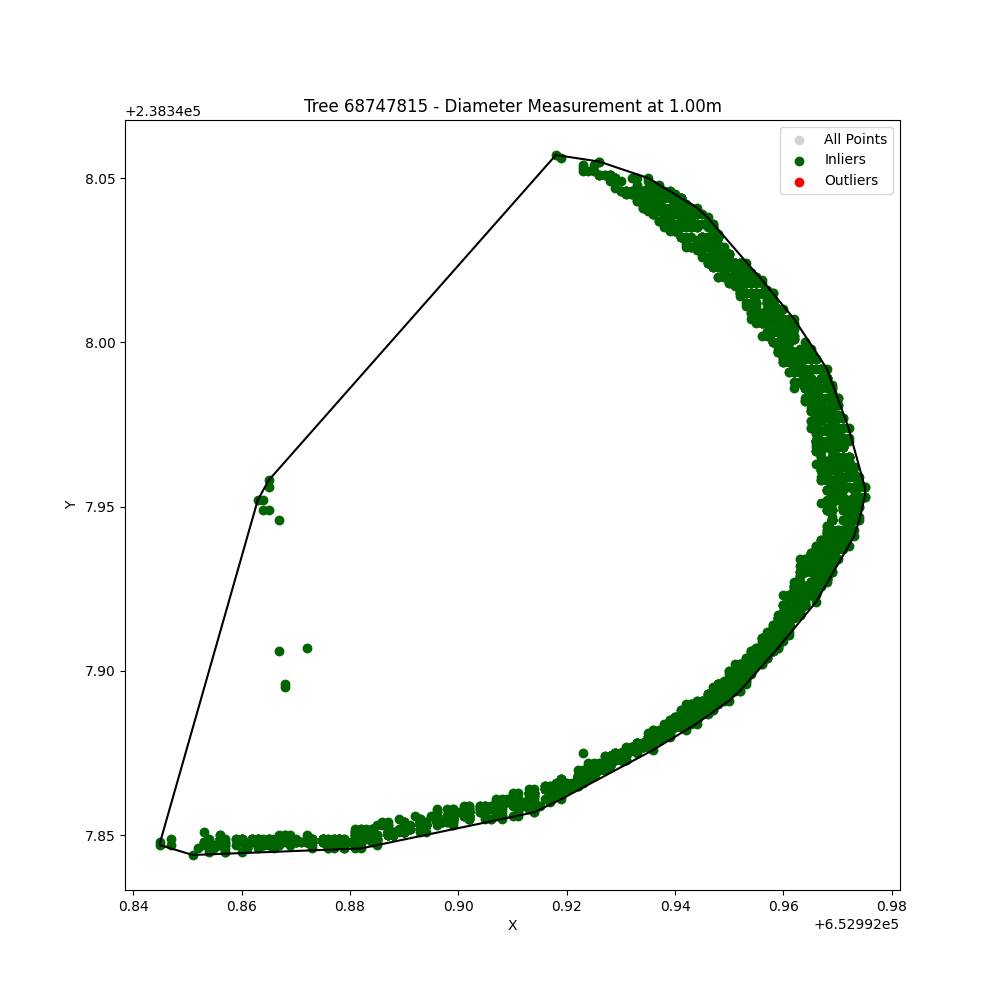 Tree 68747815 - Diameter Measurement at 1.00m
+2.3834e5
All Points
Inliers
Outliers
8.05
8.00
7.95
7.90
7.85
Y
0.84 0.86 0.88 0.90 0.92 0.94 0.96 0.98
X
+6.52992e5